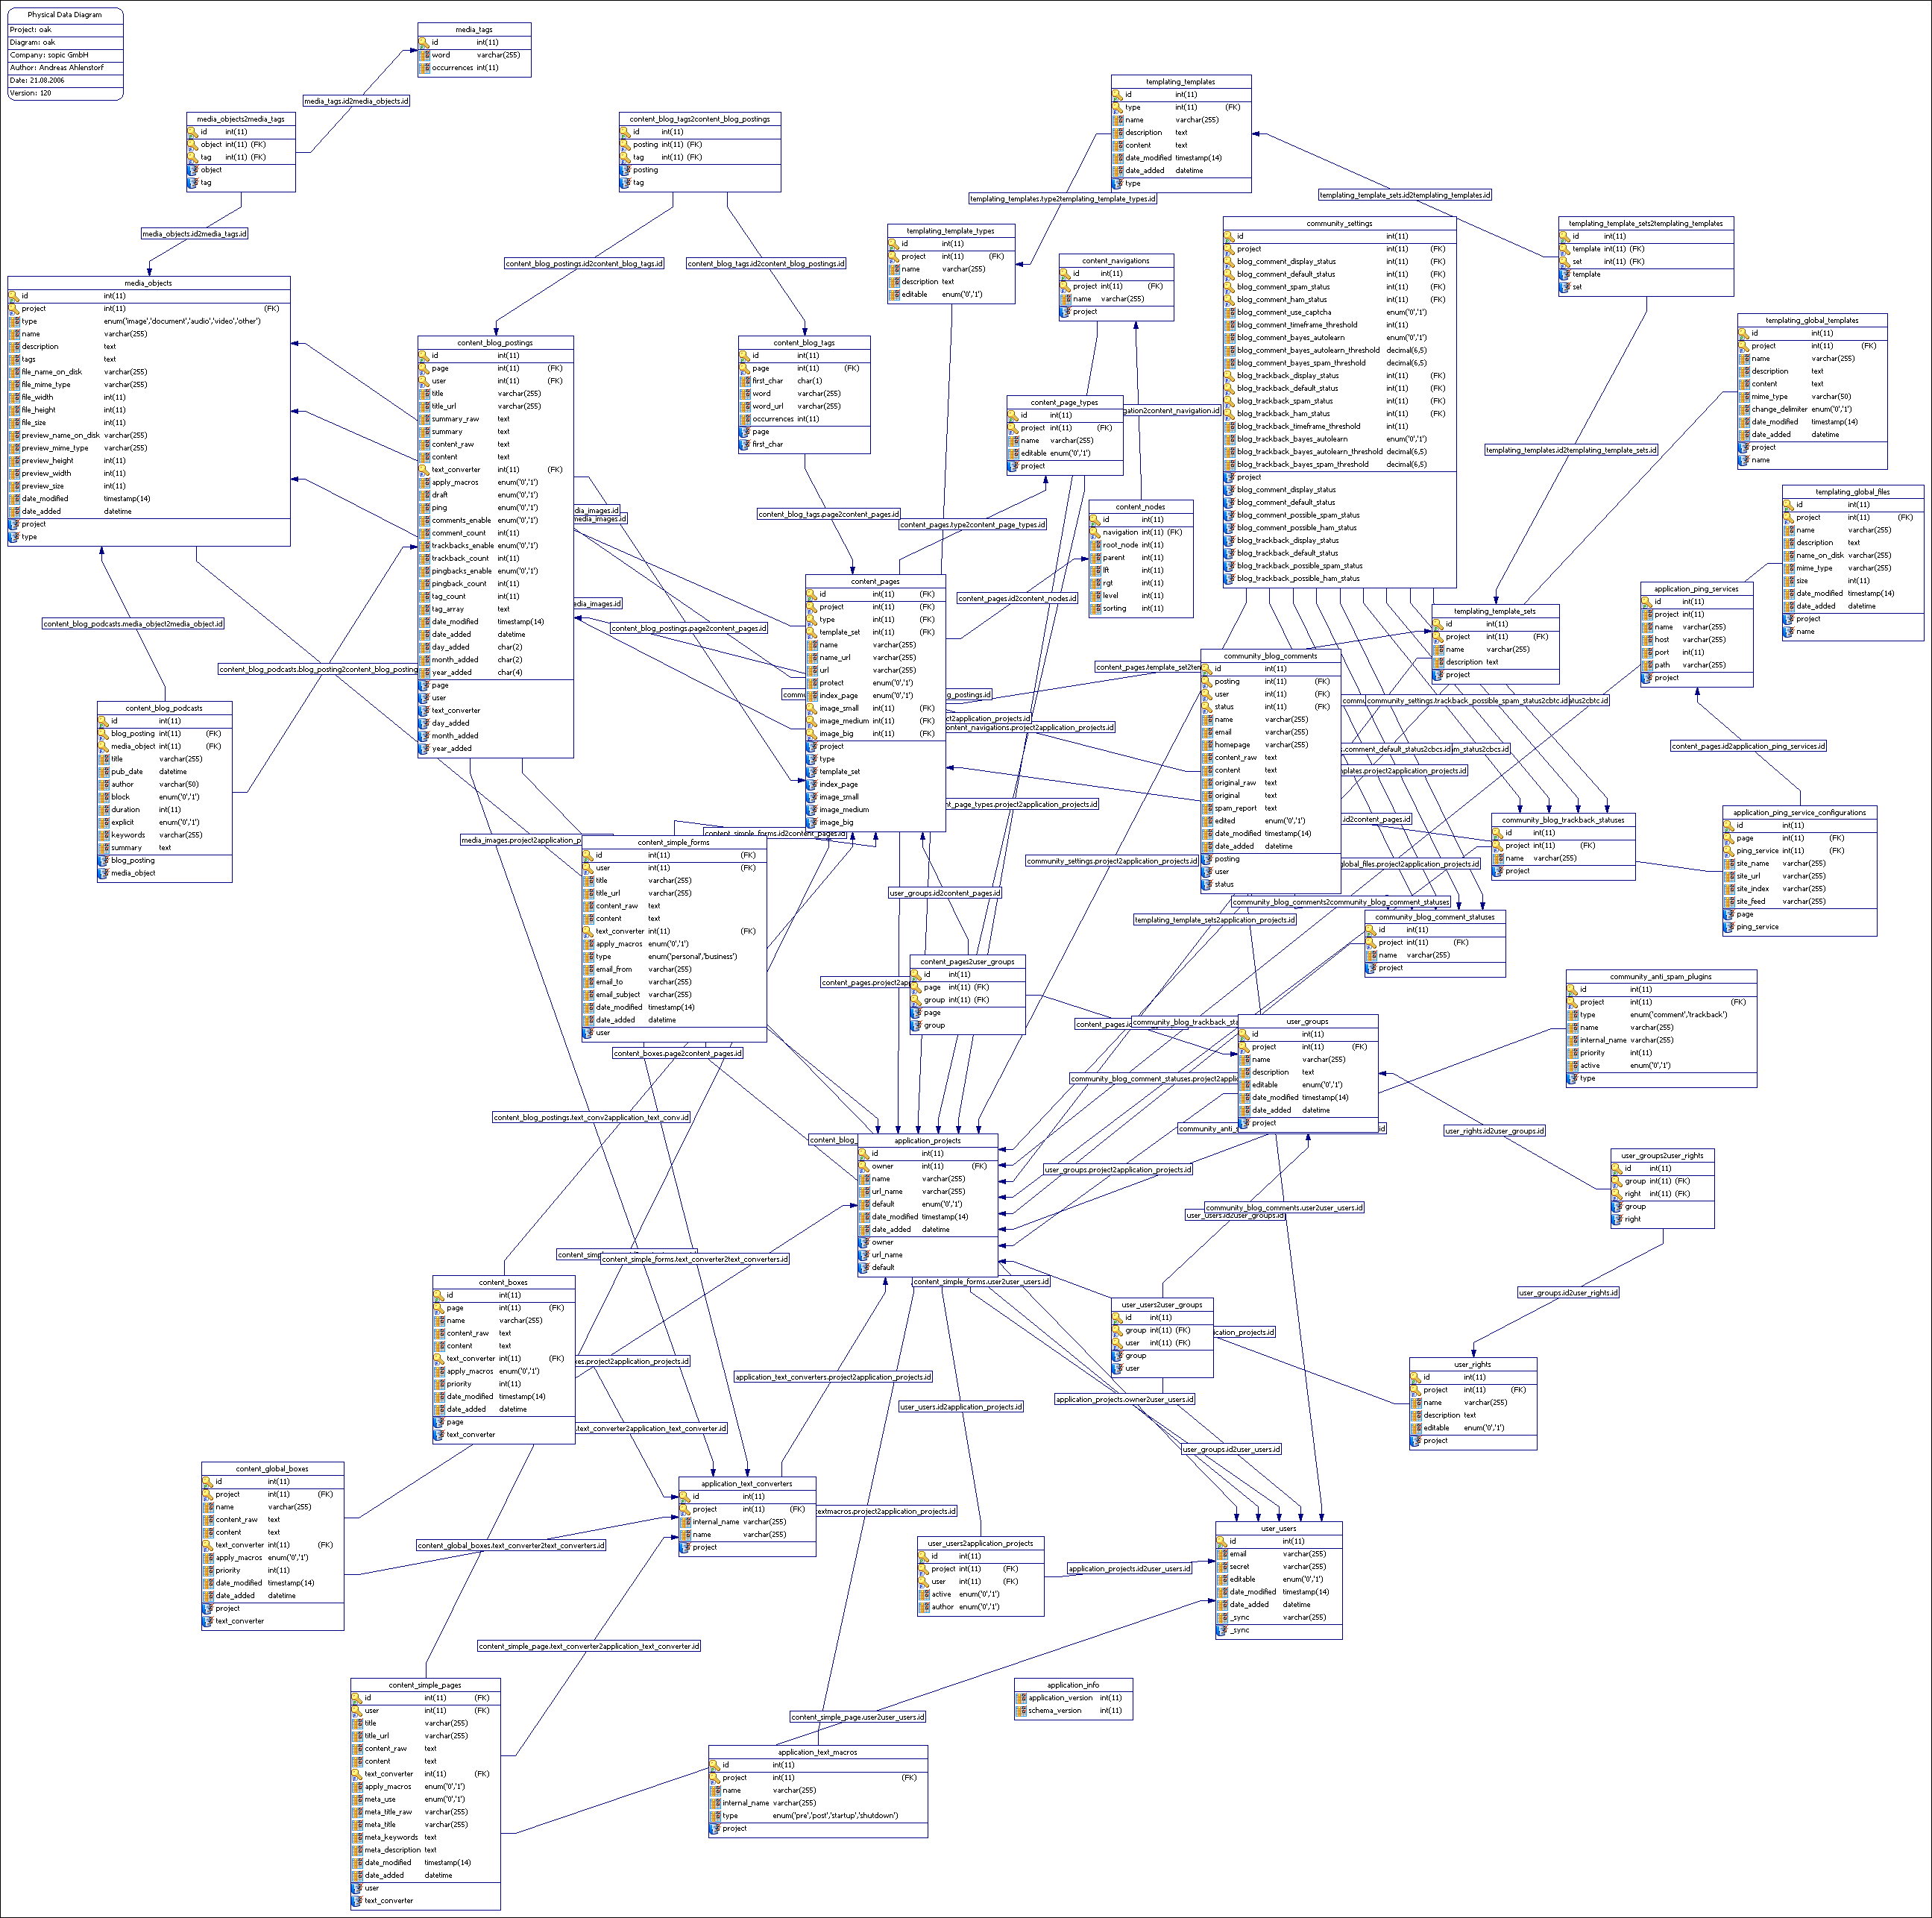 Physical Data Diagram
Project: oak
Diagram: oak
Company: sopic GmbH
Author: Andreas Ahlenstorf
Date: 21.08.2006
Version: 120
media_tags
id int(11)
word varchar(255)
occurrences int(11)
media_tags.id2media_objects.id
media_objects2media_tags
id int(11)
object int(11) (FK)
tag int(11) (FK)
object
tag
media_objects.id2media_tags.id
content_blog_tags2content_blog_postings
id int(11)
posting int(11) (FK)
tag int(11) (FK)
posting
tag
content_blog_postings.id2content_blog_tags.id
content_blog_tags.id2content_blog_postings.id
templating_templates
id int(11)
type int(11) (FK)
name varchar(255)
description text
content text
date_modified timestamp(14)
date_added datetime
type
templating_templates.type2templating_template_types.id
templating_template_sets.id2templating_templates.id
templating_template_types
id int(11)
project int(11) (FK)
name varchar(255)
description text
editable enum('0','1')
content_navigations
id int(11)
project int(11) (FK)
name varchar(255)
project
community_settings
id int(11)
project int(11) (FK)
blog_comment_display_status int(11) (FK)
blog_comment_default_status int(11) (FK)
blog_comment_spam_status int(11) (FK)
blog_comment_ham_status int(11) (FK)
blog_comment_use_captcha enum('0','1')
blog_comment_timeframe_threshold int(11)
blog_comment_bayes_autolearn enum('0','1')
blog_comment_bayes_autolearn_threshold decimal(6,5)
blog_comment_bayes_spam_threshold decimal(6,5)
blog_trackback_display_status int(11) (FK)
blog_trackback_default_status int(11) (FK)
blog_trackback_spam_status int(11) (FK)
blog_trackback_ham_status int(11) (FK)
blog_trackback_timeframe_threshold int(11)
blog_trackback_bayes_autolearn enum('0','1')
blog_trackback_bayes_autolearn_threshold decimal(6,5)
blog_trackback_bayes_spam_threshold decimal(6,5)
project
blog_comment_display_status
blog_comment_default_status
blog_comment_possible_spam_status
blog_comment_possible_ham_status
blog_trackback_display_status
blog_trackback_default_status
blog_trackback_possible_spam_status
blog_trackback_possible_ham_status
templating_template_sets2templating_templates
id int(11)
template int(11) (FK)
set int(11) (FK)
template
set
templating_global_templates
id int(11)
project int(11) (FK)
name varchar(255)
description text
content text
mime_type varchar(50)
change_delimiter enum('0','1')
date_modified timestamp(14)
date_added datetime
project
name
templating_templates.id2templating_template_sets.id
templating_global_files
id int(11)
project int(11) (FK)
name varchar(255)
description text
name_on_disk varchar(255)
mime_type varchar(255)
size int(11)
date_modified timestamp(14)
date_added datetime
project
name
media_objects
id int(11)
project int(11) (FK)
type enum('image','document','audio','video','other')
name varchar(255)
description text
tags text
file_name_on_disk varchar(255)
file_mime_type varchar(255)
file_width int(11)
file_height int(11)
file_size int(11)
preview_name_on_disk varchar(255)
preview_mime_type varchar(255)
preview_height int(11)
preview_width int(11)
preview_size int(11)
date_modified timestamp(14)
date_added datetime
project
type
content_blog_postings
id int(11)
page int(11) (FK)
user int(11) (FK)
title varchar(255)
title_url varchar(255)
summary_raw text
summary text
content_raw text
content text
text_converter int(11) (FK)
apply_macros enum('0','1')
draft enum('0','1')
ping enum('0','1')
comments_enable enum('0','1')
comment_count int(11)
trackbacks_enable enum('0','1')
trackback_count int(11)
pingbacks_enable enum('0','1')
pingback_count int(11)
tag_count int(11)
tag_array text
date_modified timestamp(14)
date_added datetime
day_added char(2)
month_added char(2)
year_added char(4)
page
user
text_converter
day_added
month_added
year_added
content_blog_tags
id int(11)
page int(11) (FK)
first_char char(1)
word varchar(255)
word_url varchar(255)
occurrences int(11)
page
first_char
content_page_types
id int(11)
project int(11) (FK)
name varchar(255)
editable enum('0','1')
project
gation2content_navigation.id
content_blog_tags.page2content_pages.id
content_pages.type2content_page_types.id
content_nodes
id int(11)
navigation int(11) (FK)
root_node int(11)
parent int(11)
lft int(11)
rgt int(11)
level int(11)
sorting int(11)
content_pages.id2content_nodes.id
dia_images.id
media_images.id
edia_images.id
content_blog_postings.page2content_pages.id
content_pages
id int(11) (FK)
project int(11) (FK)
type int(11) (FK)
template_set int(11) (FK)
name varchar(255)
name_url varchar(255)
url varchar(255)
protect enum('0','1')
index_page enum('0','1')
image_small int(11) (FK)
image_medium int(11) (FK)
image_big int(11) (FK)
project
type
template_set
index_page
image_small
image_medium
image_big
content_blog_podcasts.media_object2media_object.id
content_blog_podcasts.blog_posting2content_blog_posting
content_blog_podcasts
id int(11)
blog_posting int(11) (FK)
media_object int(11) (FK)
title varchar(255)
pub_date datetime
author varchar(50)
block enum('0','1')
duration int(11)
explicit enum('0','1')
keywords varchar(255)
summary text
blog_posting
media_object
templating_template_sets
id int(11)
project int(11) (FK)
name varchar(255)
description text
project
application_ping_services
id int(11)
project int(11) (FK)
name varchar(255)
host varchar(255)
port int(11)
path varchar(255)
project
content_pages.id2application_ping_services.id
community_blog_comments
id int(11)
posting int(11) (FK)
user int(11) (FK)
status int(11) (FK)
name varchar(255)
email varchar(255)
homepage varchar(255)
content_raw text
content text
original_raw text
original text
spam_report text
edited enum('0','1')
date_modified timestamp(14)
date_added datetime
posting
user
status
content_pages.template_set2tem
g_postings.id
ct2application_projects.id
content_navigations.project2application_projects.id
nt_page_types.project2application_projects.id
community_settings.trackback_possible_spam_status2cbtc.id
atus2cbtc.id
s.comment_default_status2cbcs.id
m_status2cbcs.id
plates.project2application_projects.id
.id2content_pages.id
global_files.project2application_projects.id
community_blog_trackback_statuses
id int(11)
project int(11) (FK)
name varchar(255)
project
application_ping_service_configurations
id int(11)
page int(11) (FK)
ping_service int(11) (FK)
site_name varchar(255)
site_url varchar(255)
site_index varchar(255)
site_feed varchar(255)
page
ping_service
media_images.project2application_p
content_simple_forms.id2content_pages.id
content_simple_forms
id int(11) (FK)
user int(11) (FK)
title varchar(255)
title_url varchar(255)
content_raw text
content text
text_converter int(11) (FK)
apply_macros enum('0','1')
type enum('personal','business')
email_from varchar(255)
email_to varchar(255)
email_subject varchar(255)
date_modified timestamp(14)
date_added datetime
user
community_settings.project2application_projects.id
user_groups.id2content_pages.id
community_blog_comments2community_blog_comment_statuses
templating_template_sets2application_projects.id
community_blog_comment_statuses
id int(11)
project int(11) (FK)
name varchar(255)
project
content_pages2user_groups
id int(11)
page int(11) (FK)
group int(11) (FK)
page
group
content_pages.project2ap
content_pages.id
community_blog_trackback_sta
user_groups
id int(11)
project int(11) (FK)
name varchar(255)
description text
editable enum('0','1')
date_modified timestamp(14)
date_added datetime
project
community_anti_spam_plugins
id int(11)
project int(11) (FK)
type enum('comment','trackback')
name varchar(255)
internal_name varchar(255)
priority int(11)
active enum('0','1')
type
content_boxes.page2content_pages.id
community_blog_comment_statuses.project2applic
content_blog_postings.text_conv2application_text_conv.id
community_anti_s
id
user_rights.id2user_groups.id
content_blog_
application_projects
id int(11)
owner int(11) (FK)
name varchar(255)
url_name varchar(255)
default enum('0','1')
date_modified timestamp(14)
date_added datetime
owner
url_name
default
user_groups.project2application_projects.id
user_groups2user_rights
id int(11)
group int(11) (FK)
right int(11) (FK)
group
right
community_blog_comments.user2user_users.id
user_users.id2user_groups.id
content_simple_forms.text_converter2text_converters.id
content_simple_forms.user2user_users.id
user_groups.id2user_rights.id
content_boxes
id int(11)
page int(11) (FK)
name varchar(255)
content_raw text
content text
text_converter int(11) (FK)
apply_macros enum('0','1')
priority int(11)
date_modified timestamp(14)
date_added datetime
page
text_converter
user_users2user_groups
id int(11)
group int(11) (FK)
user int(11) (FK)
group
user
ication_projects.id
xes.project2application_projects.id
application_text_converters.project2application_projects.id
user_users.id2application_projects.id
application_projects.owner2user_users.id
user_rights
id int(11)
project int(11) (FK)
name varchar(255)
description text
editable enum('0','1')
project
.text_converter2application_text_converter.id
user_groups.id2user_users.id
content_global_boxes
id int(11)
project int(11) (FK)
name varchar(255)
content_raw text
content text
text_converter int(11) (FK)
apply_macros enum('0','1')
priority int(11)
date_modified timestamp(14)
date_added datetime
project
text_converter
application_text_converters
id int(11)
project int(11) (FK)
internal_name varchar(255)
name varchar(255)
project
textmacros.project2application_projects.id
content_global_boxes.text_converter2text_converters.id
user_users2application_projects
id int(11)
project int(11) (FK)
user int(11) (FK)
active enum('0','1')
author enum('0','1')
application_projects.id2user_users.id
user_users
id int(11)
email varchar(255)
secret varchar(255)
editable enum('0','1')
date_modified timestamp(14)
date_added datetime
_sync varchar(255)
_sync
content_simple_page.text_converter2application_text_converter.id
content_simple_pages
id int(11) (FK)
user int(11) (FK)
title varchar(255)
title_url varchar(255)
content_raw text
content text
text_converter int(11) (FK)
apply_macros enum('0','1')
meta_use enum('0','1')
meta_title_raw varchar(255)
meta_title varchar(255)
meta_keywords text
meta_description text
date_modified timestamp(14)
date_added datetime
user
text_converter
application_info
application_version int(11)
schema_version int(11)
content_simple_page.user2user_users.id
application_text_macros
id int(11)
project int(11) (FK)
name varchar(255)
internal_name varchar(255)
type enum('pre','post','startup','shutdown')
project